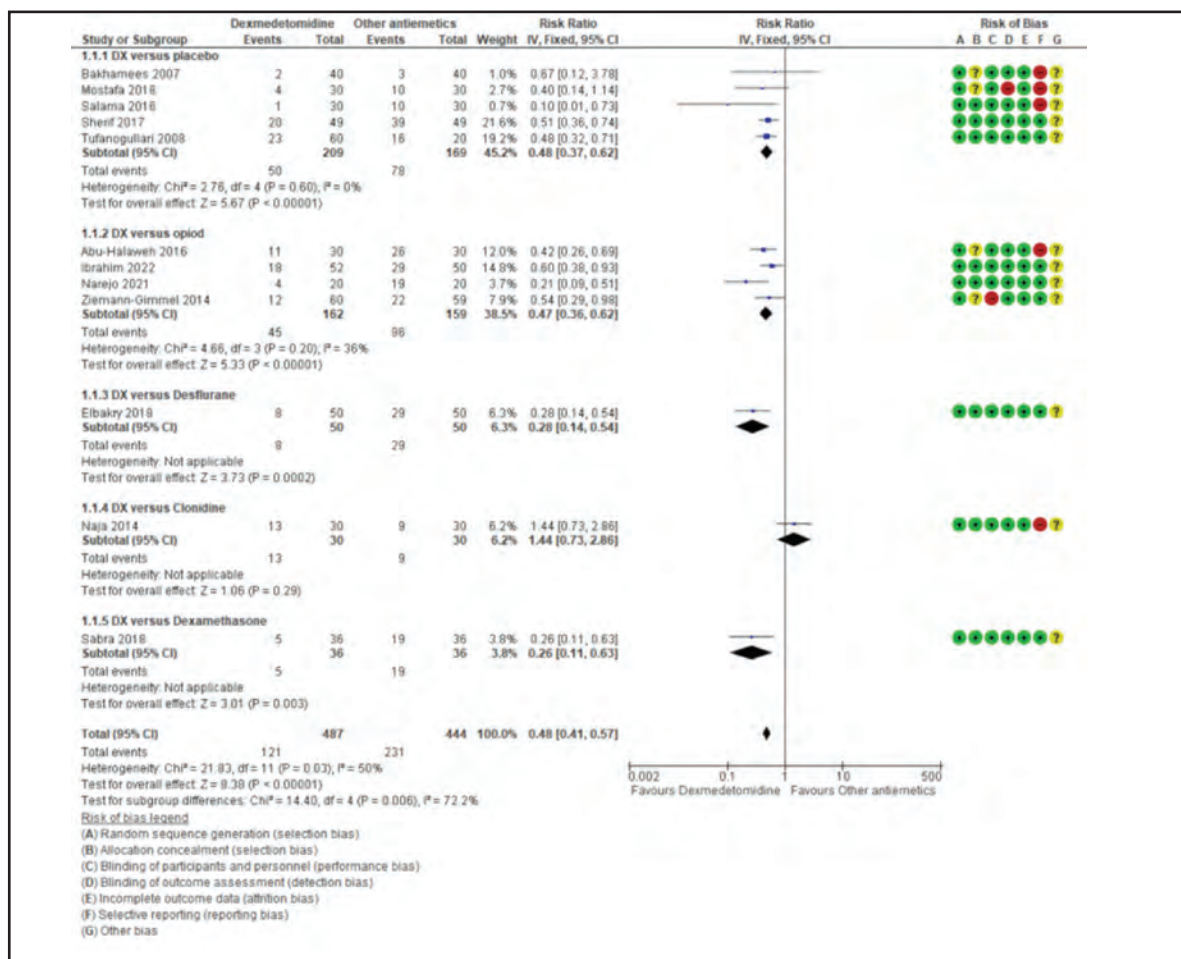 Dexmedetomidine Other antiemetics Risk Ratio Risk Ratio Risk of Bias
Study or Subgroup Events Total Events Total Weight IV, Fixed, 95% CI IV, Fixed, 95% CI A B C D E F G
1.1.1 DX versus placebo
Bakhamees 2007 2 40 3 40 1.0% 0.67 [0.12, 3.78] + ? + + + - ?
Mostafa 2018 4 30 10 30 2.7% 0.40 [0.14, 1.14] + ? + - + - ?
Salama 2016 1 30 10 30 0.7% 0.10 [0.01, 0.73] + + + + + - ?
Sherif 2017 20 49 39 49 21.6% 0.51 [0.36, 0.74] + + + + + + ?
Tufanogullari 2008 23 60 16 20 19.2% 0.48 [0.32, 0.71] + + + + + + ?
Subtotal (95% CI) 209 169 45.2% 0.48 [0.37, 0.62]
Total events 50 78
Heterogeneity: Chi² = 2.76, df = 4 (P = 0.60); I² = 0%
Test for overall effect: Z = 5.67 (P < 0.00001)
1.1.2 DX versus opiod
Abu-Halaweh 2016 11 30 26 30 12.0% 0.42 [0.26, 0.69] + ? + + + - ?
Ibrahim 2022 18 52 29 50 14.8% 0.60 [0.38, 0.93] + + + + + + ?
Narejo 2021 4 20 19 20 3.7% 0.21 [0.09, 0.51] + + + + + + ?
Ziemann-Gimmel 2014 12 60 22 59 7.9% 0.54 [0.29, 0.98] + ? - + + + ?
Subtotal (95% CI) 162 159 38.5% 0.47 [0.36, 0.62]
Total events 45 96
Heterogeneity: Chi² = 4.66, df = 3 (P = 0.20); I² = 36%
Test for overall effect: Z = 5.33 (P < 0.00001)
1.1.3 DX versus Desflurane
Elbakry 2018 8 50 29 50 6.3% 0.28 [0.14, 0.54] + + + + + + ?
Subtotal (95% CI) 50 50 6.3% 0.28 [0.14, 0.54]
Total events 8 29
Heterogeneity: Not applicable
Test for overall effect: Z = 3.73 (P = 0.0002)
1.1.4 DX versus Clonidine
Naja 2014 13 30 9 30 6.2% 1.44 [0.73, 2.86] + + + + + - ?
Subtotal (95% CI) 30 30 6.2% 1.44 [0.73, 2.86]
Total events 13 9
Heterogeneity: Not applicable
Test for overall effect: Z = 1.06 (P = 0.29)
1.1.5 DX versus Dexamethasone
Sabra 2018 5 36 19 36 3.8% 0.26 [0.11, 0.63] + + + + + + ?
Subtotal (95% CI) 36 36 3.8% 0.26 [0.11, 0.63]
Total events 5 19
Heterogeneity: Not applicable
Test for overall effect: Z = 3.01 (P = 0.003)
Total (95% CI) 487 444 100.0% 0.48 [0.41, 0.57]
Total events 121 231
Heterogeneity: Chi² = 21.83, df = 11 (P = 0.03); I² = 50%
Test for overall effect: Z = 8.38 (P < 0.00001)
Test for subgroup differences: Chi² = 14.40, df = 4 (P = 0.006), I² = 72.2%
0.002 0.1 1 10 500
Favours Dexmedetomidine Favours Other antiemetics
Risk of bias legend
(A) Random sequence generation (selection bias)
(B) Allocation concealment (selection bias)
(C) Blinding of participants and personnel (performance bias)
(D) Blinding of outcome assessment (detection bias)
(E) Incomplete outcome data (attrition bias)
(F) Selective reporting (reporting bias)
(G) Other bias